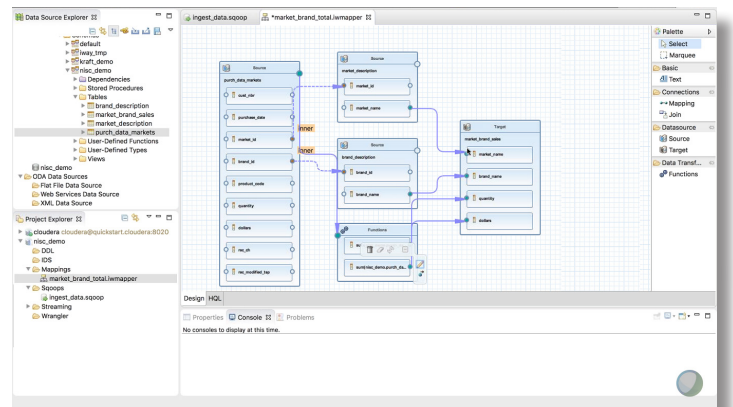 Data Source Explorer
Schemas
default
iway_tmp
kraft_demo
nisc_demo
Dependencies
Stored Procedures
Tables
brand_description
market_brand_sales
market_description
purch_data_markets
User-Defined Functions
User-Defined Types
Views
nisc_demo
ODA Data Sources
Flat File Data Source
Web Services Data Source
XML Data Source
Project Explorer
cloudera cloudera@quickstart.cloudera:8020
nisc_demo
DDL
IDS
Mappings
market_brand_total.iwmapper
Sqoops
ingest_data.sqoop
Streaming
Wrangler
ingest_data.sqoop
*market_brand_total.iwmapper
Source
purch_data_markets
cust_nbr
purchase_date
market_id
brand_id
product_code
quantity
dollars
rec_ch
rec_modified_tsp
inner
inner
Source
market_description
market_id
market_name
Source
brand_description
brand_id
brand_name
Functions
sum(nisc_demo.purch_da...
Target
market_brand_sales
market_name
brand_name
quantity
dollars
Design
HQL
Palette
Select
Marquee
Basic
Text
Connections
Mapping
Join
Datasource
Source
Target
Data Transf...
Functions
Properties
Console
Problems
No consoles to display at this time.